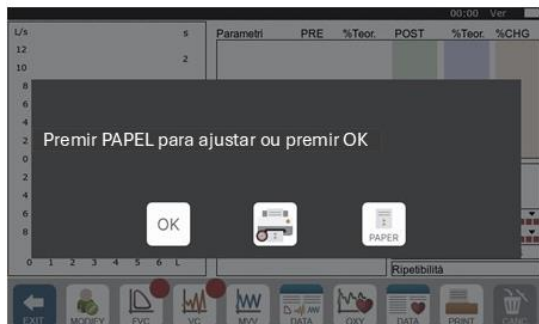 00:00 Ver
L/s s Parametri PRE %Teor. POST %Teor. %CHG
12
2
10
8
6
4
Premir PAPEL para ajustar ou premir OK
2
0
2
4
6
OK
PAPER
8
0 1 2 3 4 5 6 L
Ripetibilità
EXIT MODIFY FVC VC MVV DATA OXY DATA PRINT CANC